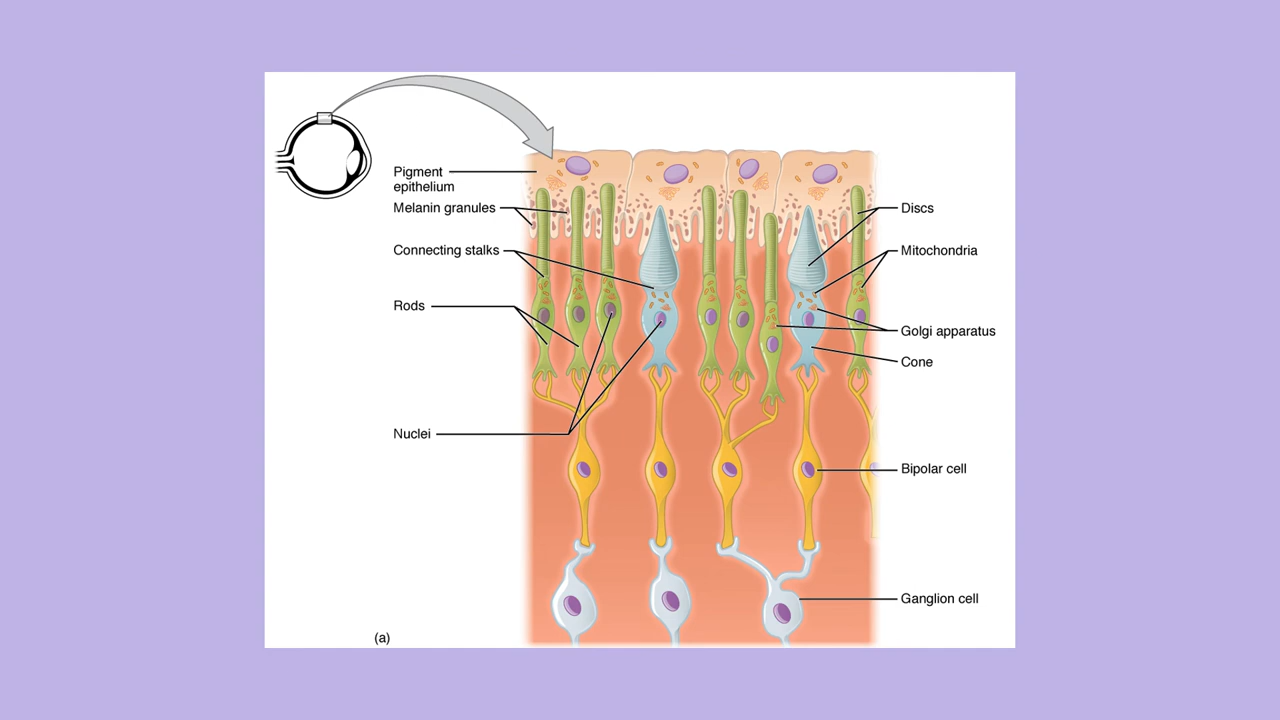 Pigment
epithelium
Melanin granules
Connecting stalks
Rods
Nuclei
Discs
Mitochondria
Golgi apparatus
Cone
Bipolar cell
Ganglion cell
(a)